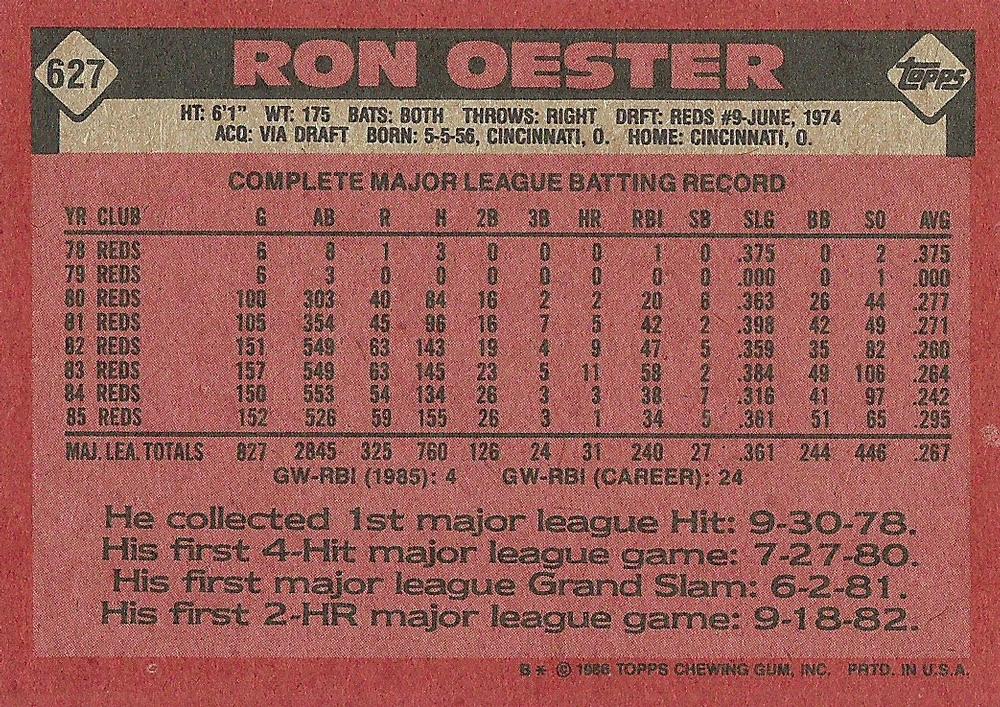 627 RON OESTER topps
HT: 6'1" WT: 175 BATS: BOTH THROWS: RIGHT DRFT: REDS #9-JUNE, 1974
ACQ: VIA DRAFT BORN: 5-5-56, CINCINNATI, O. HOME: CINCINNATI, O.
COMPLETE MAJOR LEAGUE BATTING RECORD
YR CLUB G AB R H 2B 3B HR RBI SB SLG BB SO AVG
78 REDS 6 8 1 3 0 0 0 1 0 .375 0 2 .375
79 REDS 6 3 0 0 0 0 0 0 0 .000 0 1 .000
80 REDS 100 303 40 84 16 2 2 20 6 .363 26 44 .277
81 REDS 105 354 45 96 16 7 5 42 2 .398 42 49 .271
82 REDS 151 549 63 143 19 4 9 47 5 .359 35 82 .260
83 REDS 157 549 63 145 23 5 11 58 2 .384 49 106 .264
84 REDS 150 553 54 134 26 3 3 38 7 .316 41 97 .242
85 REDS 152 526 59 155 26 3 1 34 5 .361 51 65 .295
MAJ. LEA. TOTALS 827 2845 325 760 126 24 31 240 27 .361 244 446 .267
GW-RBI (1985): 4 GW-RBI (CAREER): 24
He collected 1st major league Hit: 9-30-78.
His first 4-Hit major league game: 7-27-80.
His first major league Grand Slam: 6-2-81.
His first 2-HR major league game: 9-18-82.
B * © 1986 TOPPS CHEWING GUM, INC. PRTD. IN U.S.A.